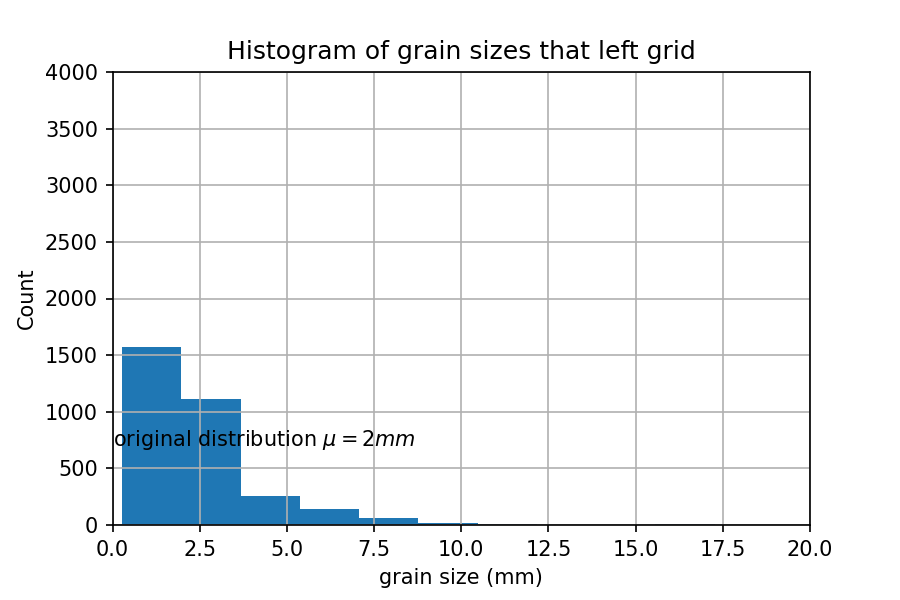 Histogram of grain sizes that left grid
4000
3500
3000
2500
2000
1500
1000
500
0
Count
original distribution μ = 2mm
0.0 2.5 5.0 7.5 10.0 12.5 15.0 17.5 20.0
grain size (mm)